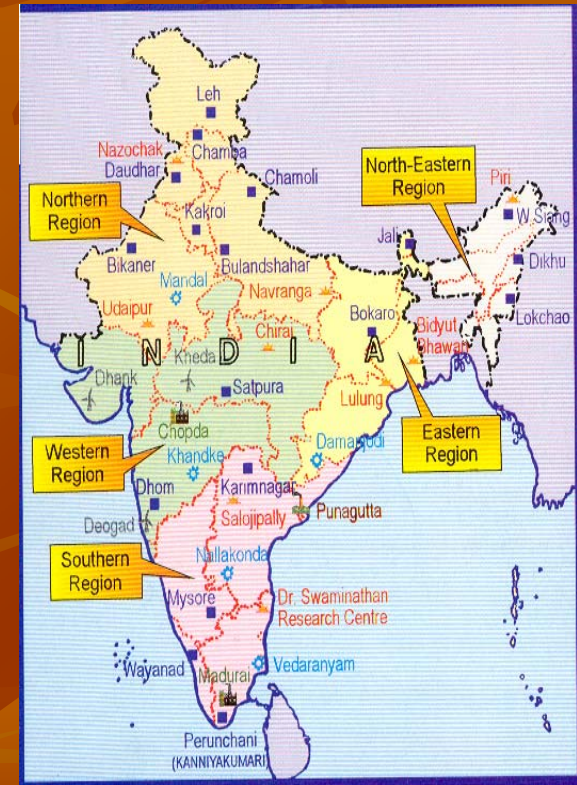 Leh
Nazochak
Chamba
Daudhar
Chamoli
North-Eastern
Region
Piri
Northern
Region
Kakroi
W.Siang
Jali
Bikaner
Bulandshahar
Dikhu
Mandal
Navranga
Udaipur
Bokaro
Lokchao
Chiraj
Bidyut
Bhawan
I N D I A
Kheda
Dhank
Satpura
Lulung
Chopda
Eastern
Region
Western
Region
Khandke
Damanjodi
Dhom
Karimnagar
Salojipally
Punagutta
Deogad
Southern
Region
Nallakonda
Mysore
Dr. Swaminathan
Research Centre
Wayanad
Madurai
Vedaranyam
Perunchani
(KANNIYAKUMARI)